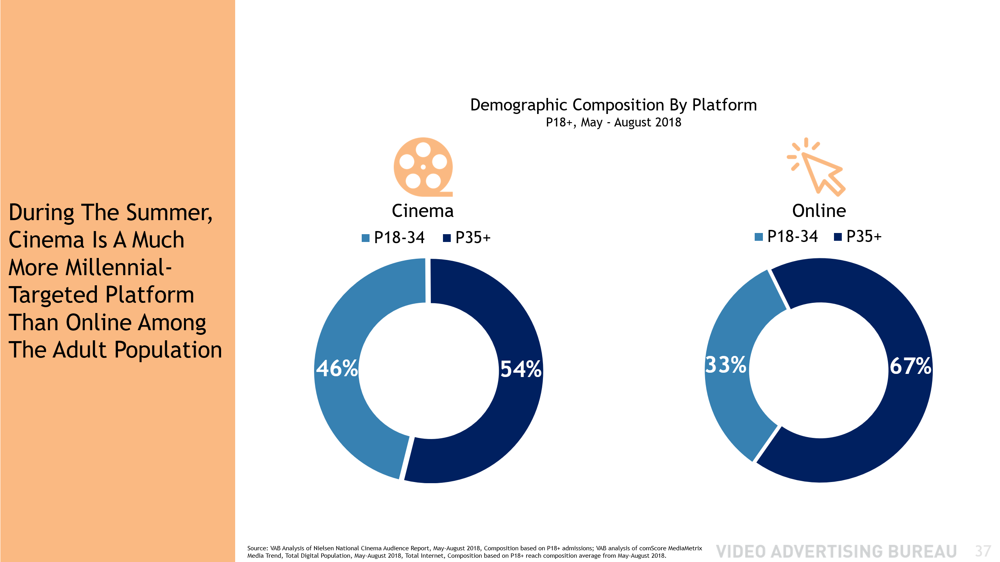 During The Summer,
Cinema Is A Much
More Millennial-
Targeted Platform
Than Online Among
The Adult Population
Demographic Composition By Platform
P18+, May - August 2018
Cinema
P18-34 P35+
46%
54%
Online
P18-34 P35+
33%
67%
Source: VAB Analysis of Nielsen National Cinema Audience Report, May-August 2018, Composition based on P18+ admissions; VAB analysis of comScore MediaMetrix
Media Trend, Total Digital Population, May-August 2018, Total Internet, Composition based on P18+ reach composition average from May-August 2018.
VIDEO ADVERTISING BUREAU 37